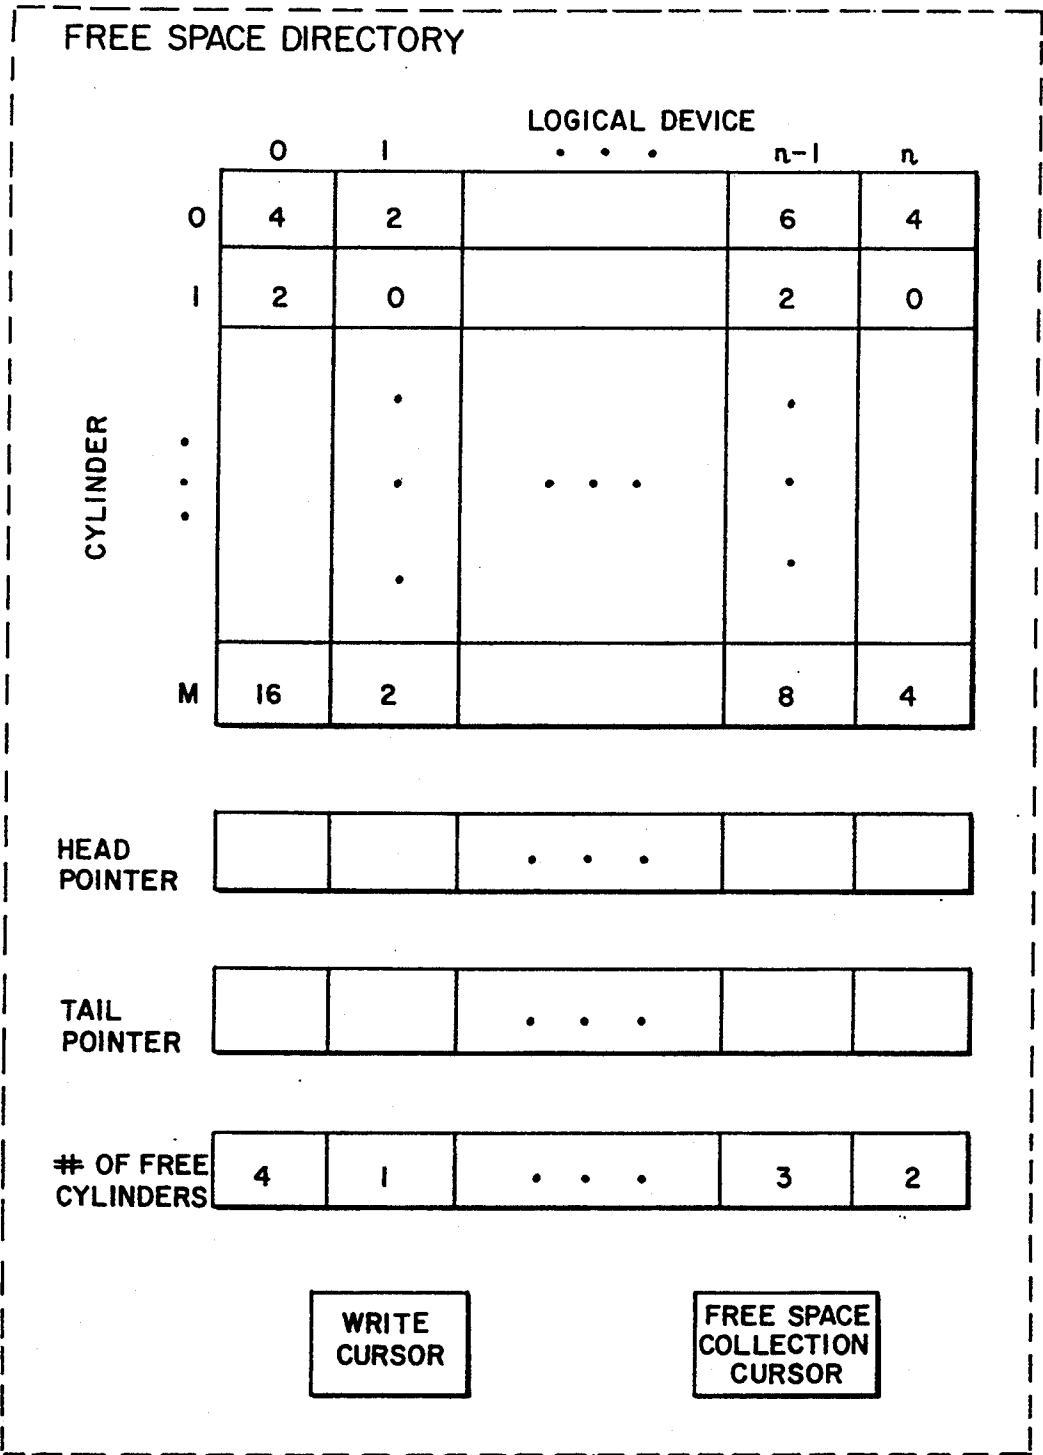 FREE SPACE DIRECTORY
LOGICAL DEVICE
0 1 • • • n-1 n
0 4 2 6 4
1 2 0 2 0
CYLINDER
M 16 2 8 4
HEAD
POINTER
TAIL
POINTER
# OF FREE
CYLINDERS
4 1 • • • 3 2
WRITE
CURSOR
FREE SPACE
COLLECTION
CURSOR